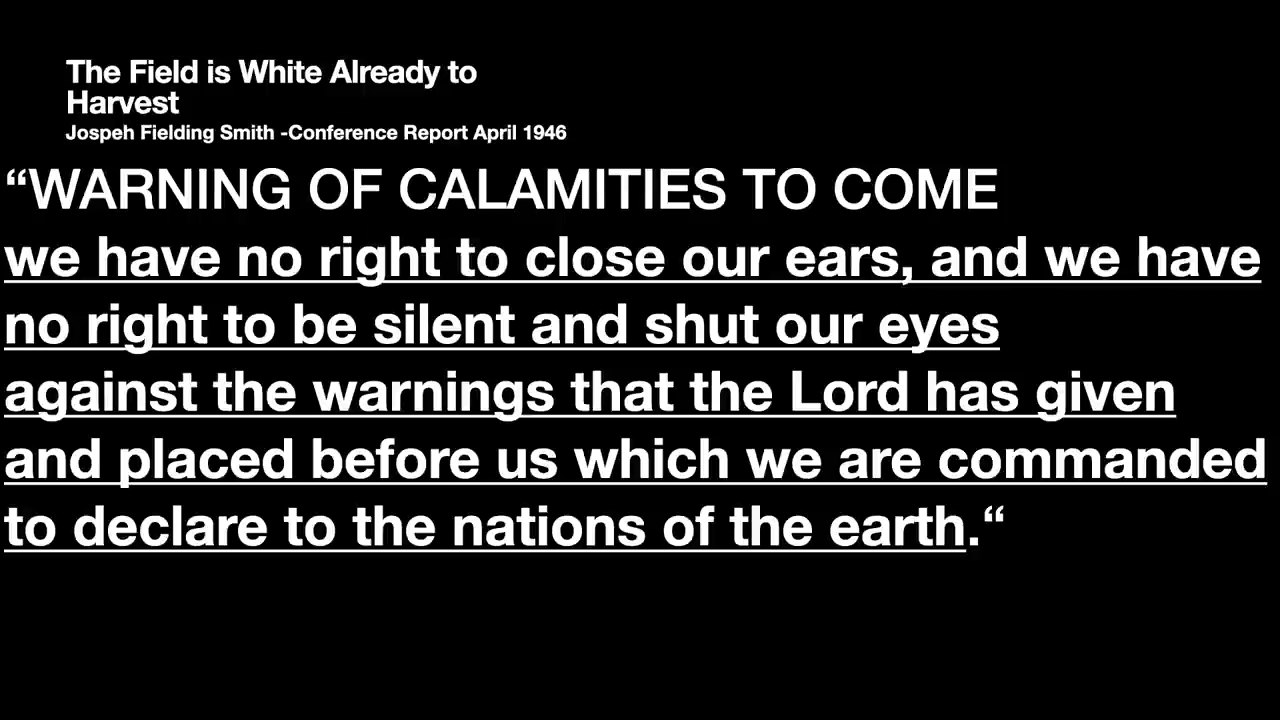 The Field is White Already to
Harvest
Jospeh Fielding Smith -Conference Report April 1946
“WARNING OF CALAMITIES TO COME
we have no right to close our ears, and we have
no right to be silent and shut our eyes
against the warnings that the Lord has given
and placed before us which we are commanded
to declare to the nations of the earth.“